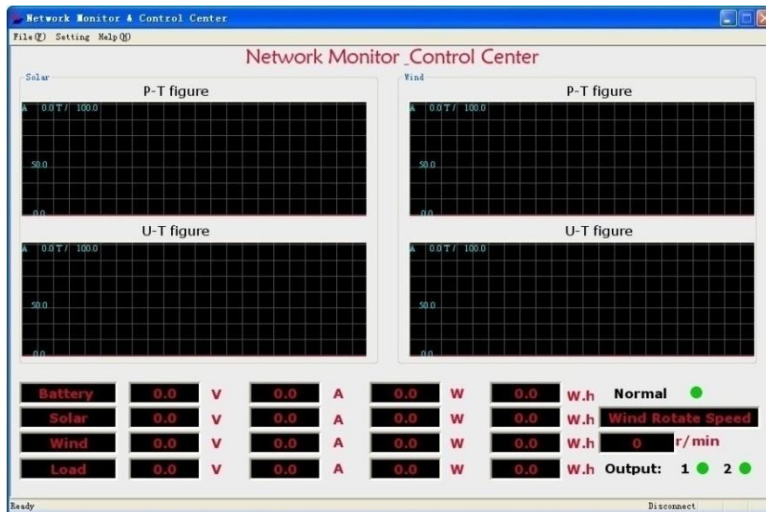 Network Monitor & Control Center
File(F) Setting Help(H)
Network Monitor _Control Center
Solar
P-T figure
A 0.0 T / 100.0
50.0
0.0
U-T figure
A 0.0 T / 100.0
50.0
0.0
Wind
P-T figure
A 0.0 T / 100.0
50.0
0.0
U-T figure
A 0.0 T / 100.0
50.0
0.0
Battery 0.0 V 0.0 A 0.0 W 0.0 W.h Normal
Solar 0.0 V 0.0 A 0.0 W 0.0 W.h Wind Rotate Speed
Wind 0.0 V 0.0 A 0.0 W 0.0 W.h 0 r/min
Load 0.0 V 0.0 A 0.0 W 0.0 W.h Output: 1 2
Ready Disconnect